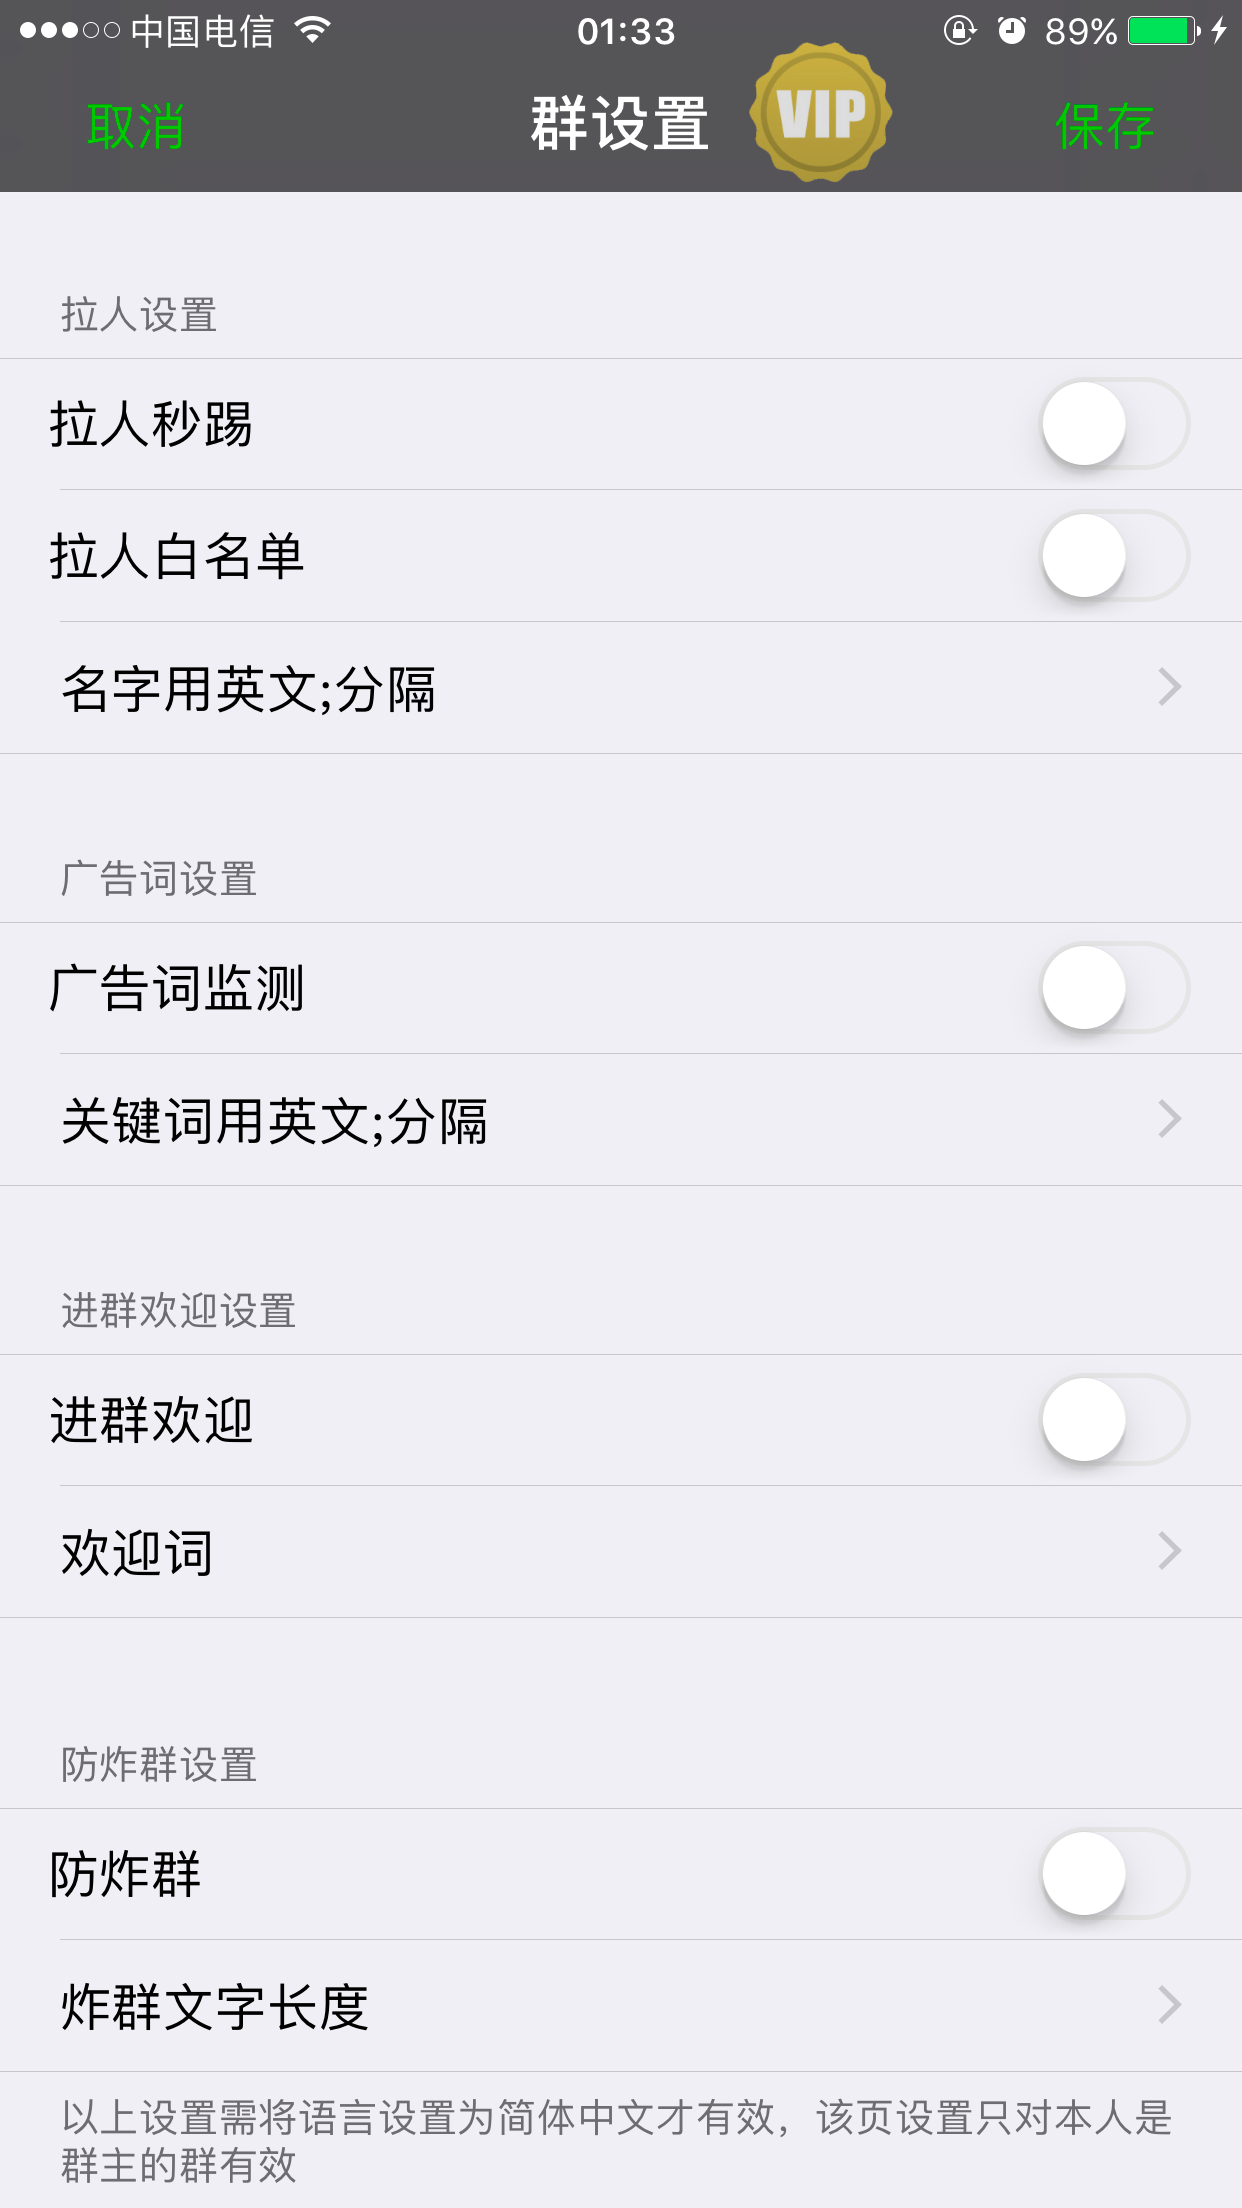 中国电信 01:33 89%
取消 群设置 VIP 保存
拉人设置
拉人秒踢
拉人白名单
名字用英文;分隔
广告词设置
广告词监测
关键词用英文;分隔
进群欢迎设置
进群欢迎
欢迎词
防炸群设置
防炸群
炸群文字长度
以上设置需将语言设置为简体中文才有效，该页设置只对本人是
群主的群有效